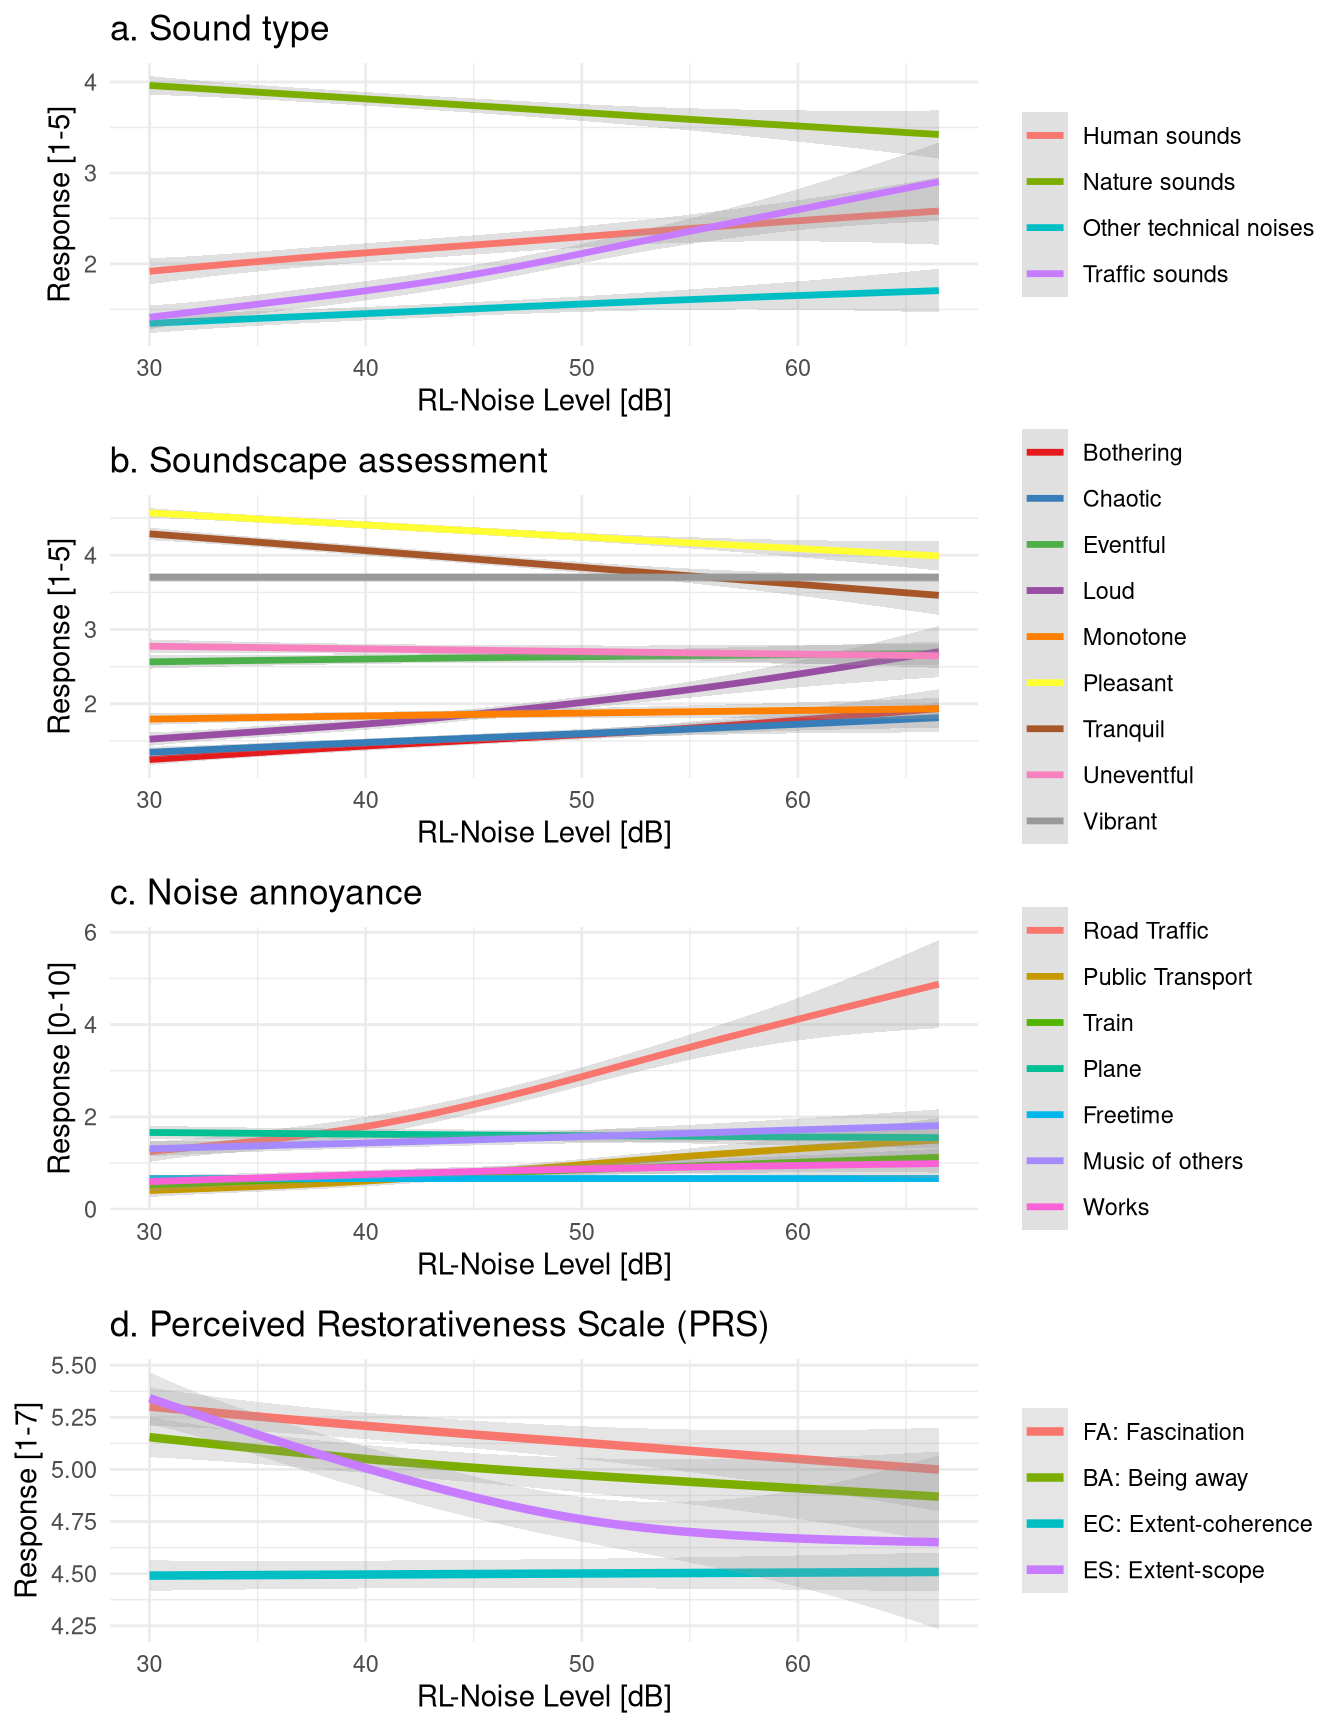 a. Sound type
Response [1-5]
4
3
2
30 40 50 60
RL-Noise Level [dB]
Human sounds
Nature sounds
Other technical noises
Traffic sounds
b. Soundscape assessment
Response [1-5]
4
3
2
30 40 50 60
RL-Noise Level [dB]
Bothering
Chaotic
Eventful
Loud
Monotone
Pleasant
Tranquil
Uneventful
Vibrant
c. Noise annoyance
Response [0-10]
6
4
2
0
30 40 50 60
RL-Noise Level [dB]
Road Traffic
Public Transport
Train
Plane
Freetime
Music of others
Works
d. Perceived Restorativeness Scale (PRS)
Response [1-7]
5.50
5.25
5.00
4.75
4.50
4.25
30 40 50 60
RL-Noise Level [dB]
FA: Fascination
BA: Being away
EC: Extent-coherence
ES: Extent-scope